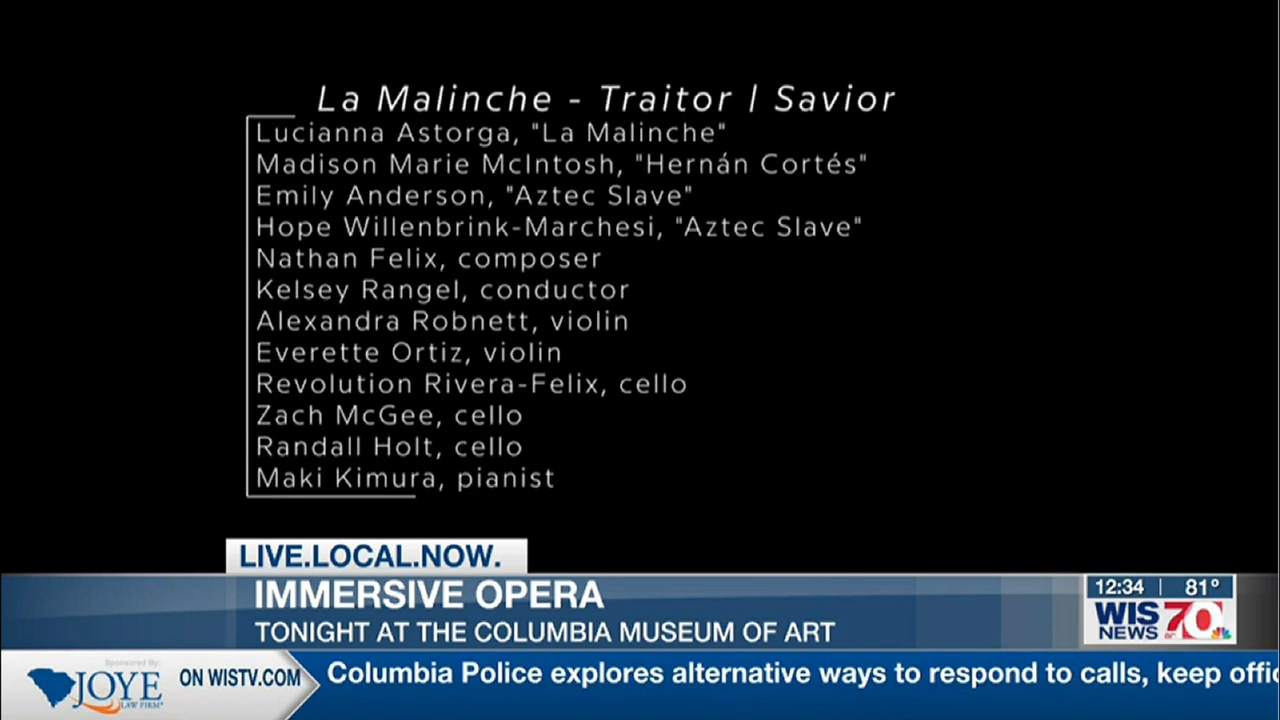 La Malinche - Traitor | Savior
Lucianna Astorga, "La Malinche"
Madison Marie McIntosh, "Hernán Cortés"
Emily Anderson, "Aztec Slave"
Hope Willenbrink-Marchesi, "Aztec Slave"
Nathan Felix, composer
Kelsey Rangel, conductor
Alexandra Robnett, violin
Everette Ortiz, violin
Revolution Rivera-Felix, cello
Zach McGee, cello
Randall Holt, cello
Maki Kimura, pianist
LIVE.LOCAL.NOW.
IMMERSIVE OPERA
TONIGHT AT THE COLUMBIA MUSEUM OF ART
12:34 | 81°
WIS 70
NEWS
Sponsored By:
JOYE
LAW FIRM
ON WISTV.COM
Columbia Police explores alternative ways to respond to calls, keep offic